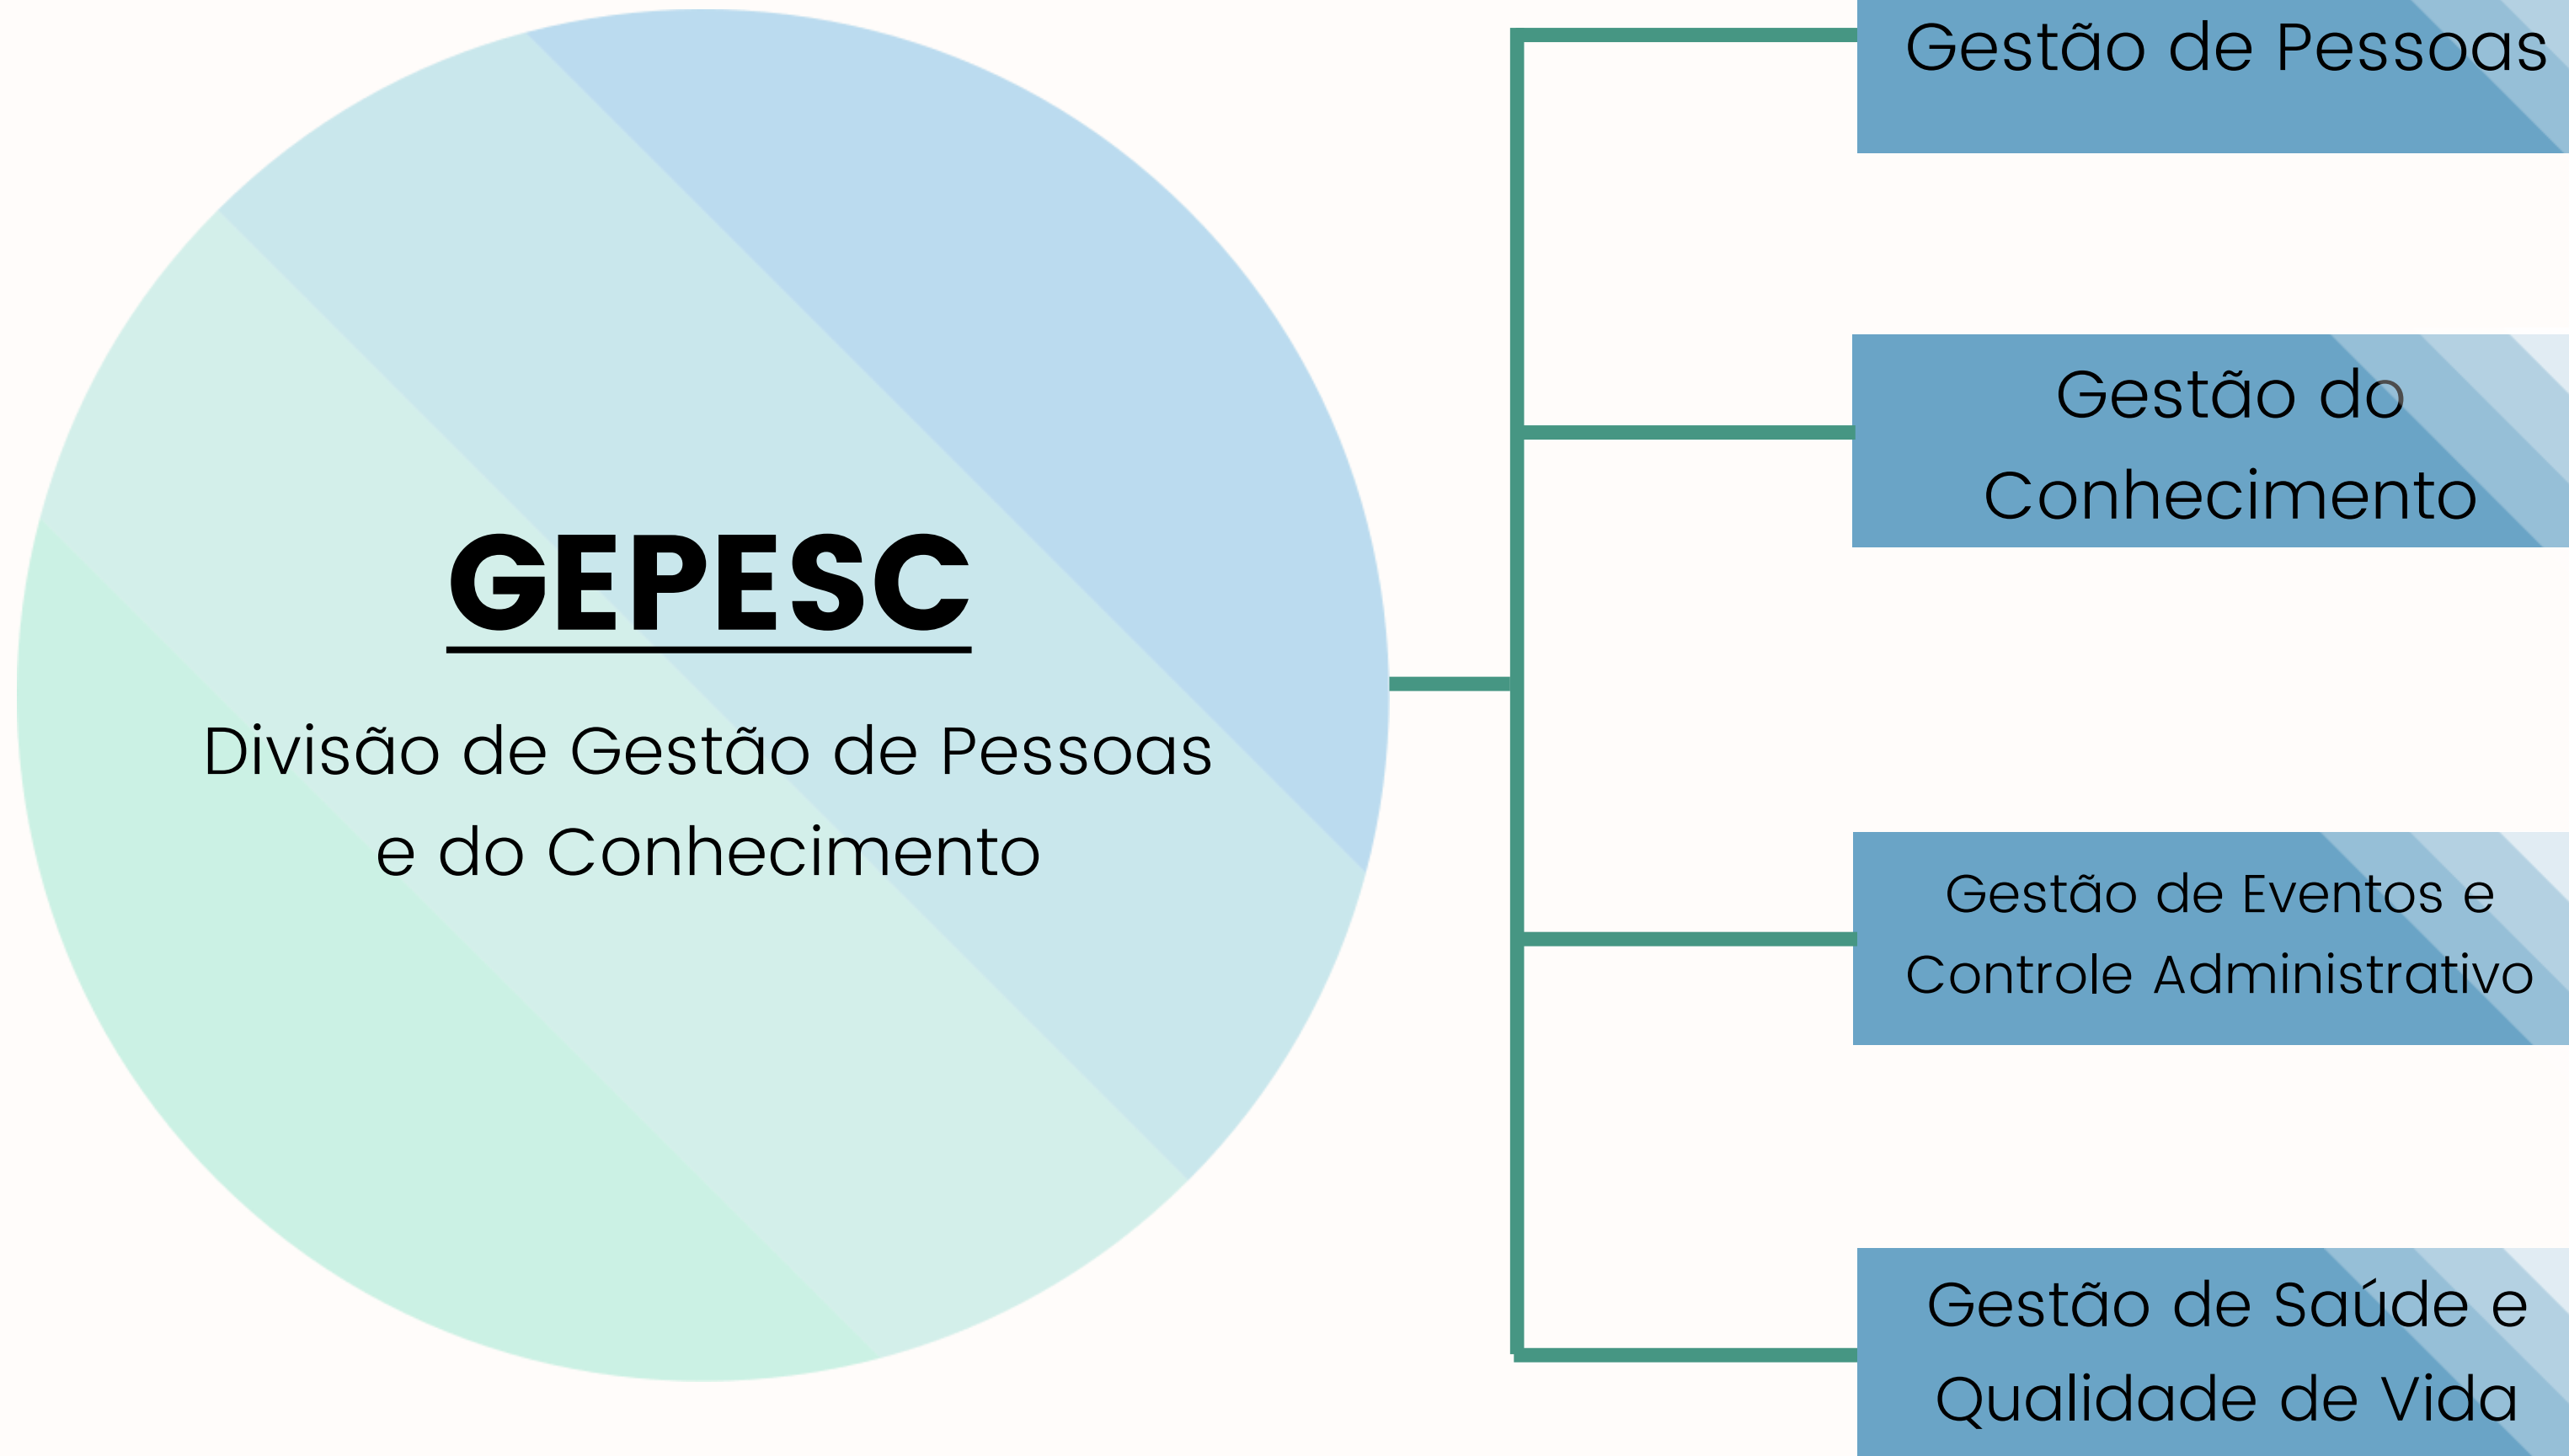 GEPESC
Divisão de Gestão de Pessoas
e do Conhecimento
Gestão de Pessoas
Gestão do
Conhecimento
Gestão de Eventos e
Controle Administrativo
Gestão de Saúde e
Qualidade de Vida